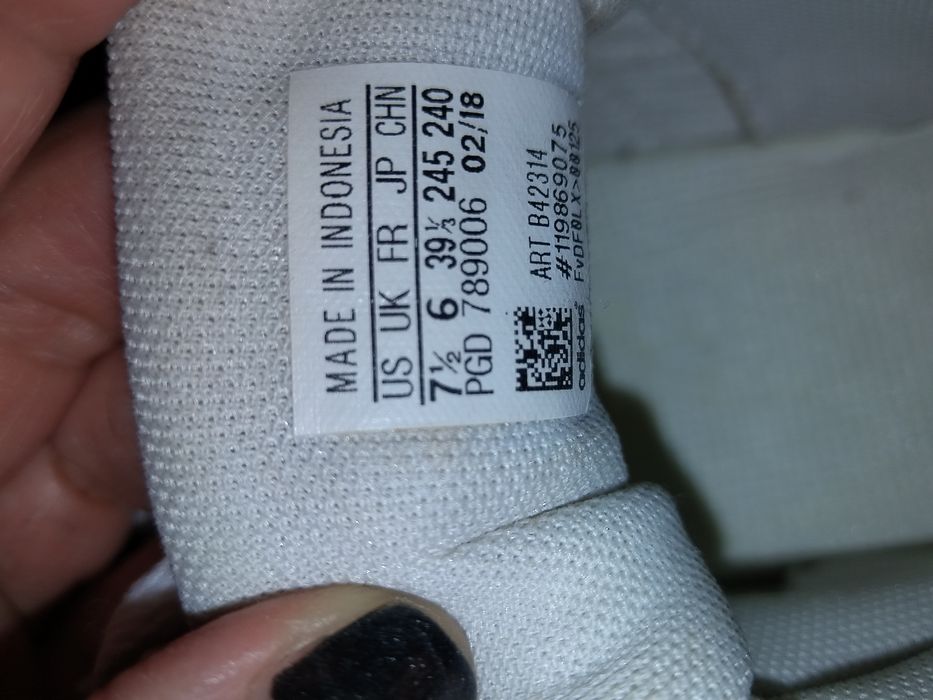 MADE IN INDONESIA
US UK FR JP CHN
7½ 6 39⅓ 245 240
PGD 789006 02/18
ART B42314
#119869075
adidas